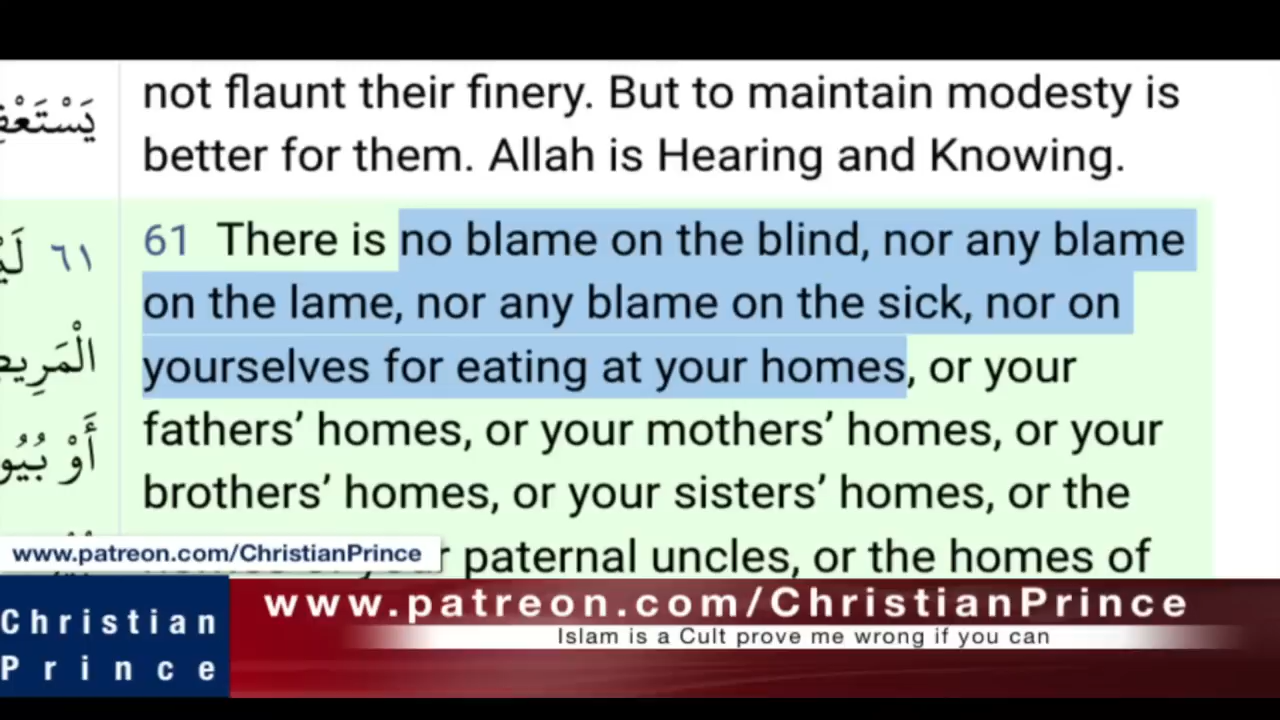 not flaunt their finery. But to maintain modesty is
better for them. Allah is Hearing and Knowing.
61 There is no blame on the blind, nor any blame
on the lame, nor any blame on the sick, nor on
yourselves for eating at your homes, or your
fathers’ homes, or your mothers’ homes, or your
brothers’ homes, or your sisters’ homes, or the
paternal uncles, or the homes of
٦١
أَوْ
www.patreon.com/ChristianPrince
Christian
Prince
www.patreon.com/ChristianPrince
Islam is a Cult prove me wrong if you can